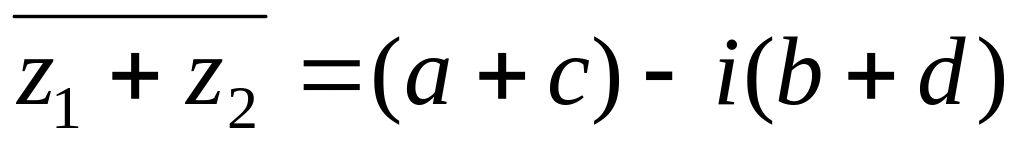 $\overline{z_1 + z_2} = (a + c) - i(b + d)$